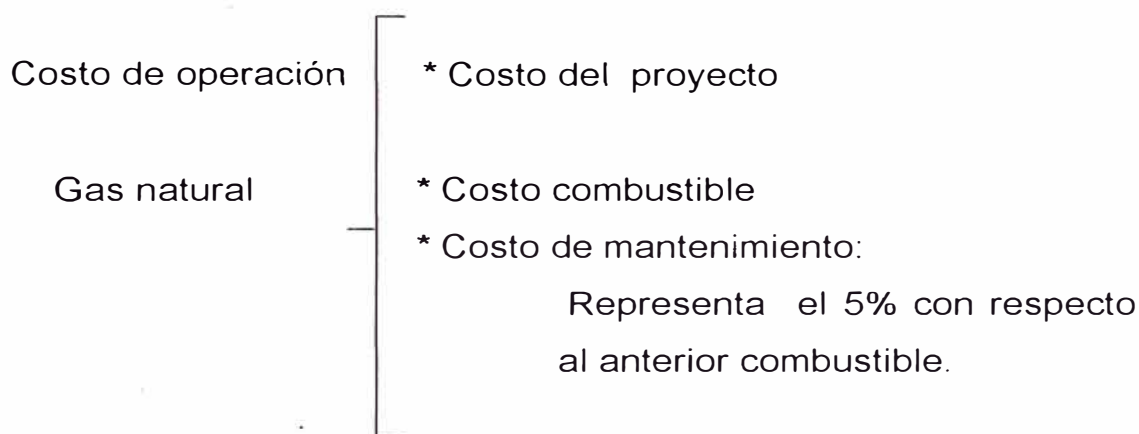 Costo de operación
* Costo del proyecto
Gas natural
* Costo combustible
* Costo de mantenimiento:
Representa el 5% con respecto
al anterior combustible.